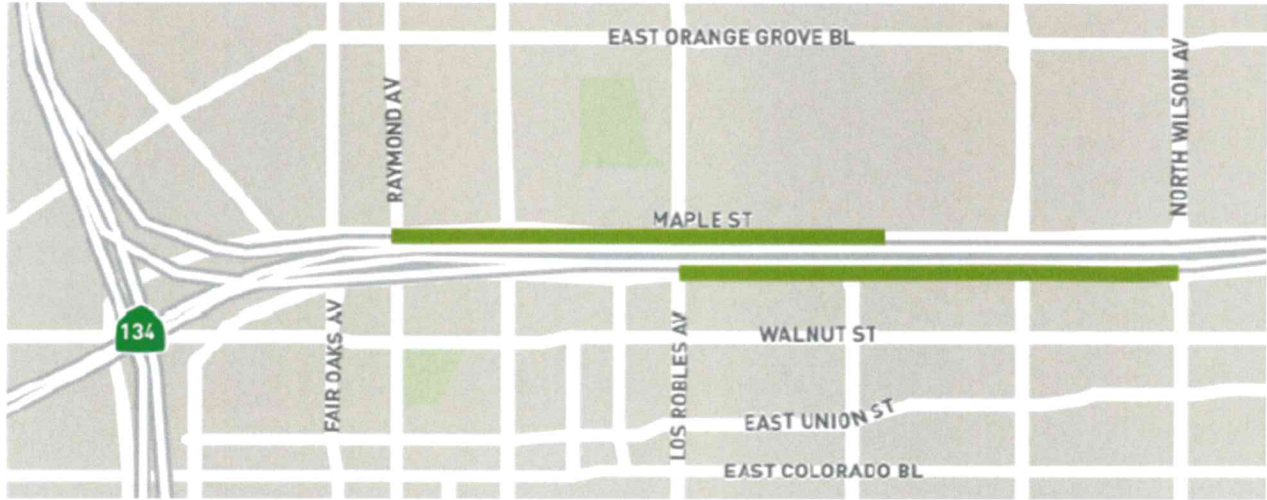 EAST ORANGE GROVE BL
RAYMOND AV
NORTH WILSON AV
MAPLE ST
134
FAIR OAKS AV
LOS ROBLES AV
WALNUT ST
EAST UNION ST
EAST COLORADO BL